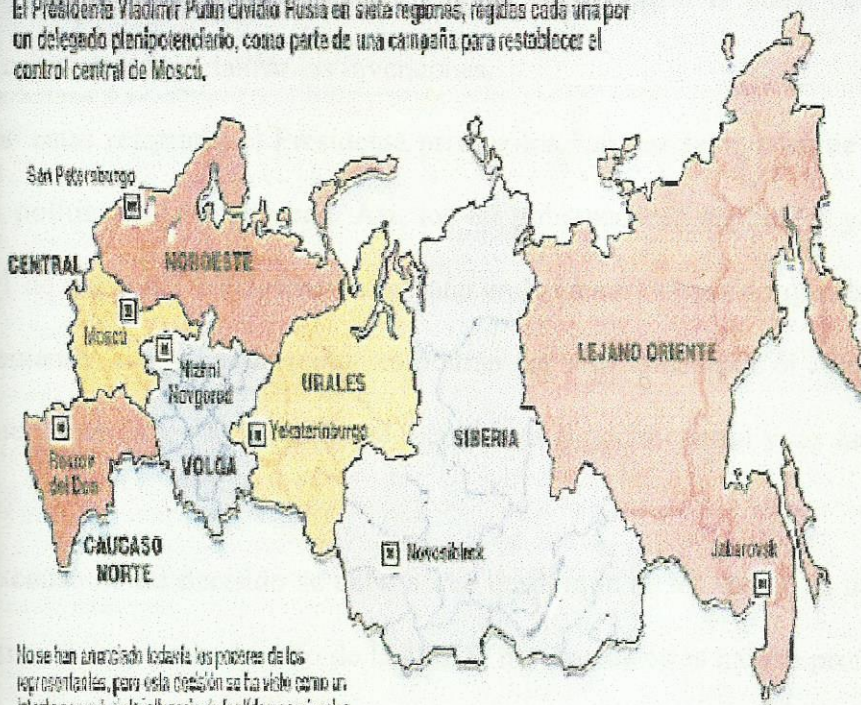 El Presidente Vladimir Putin dividió Rusia en siete regiones, regidas cada una por
un delegado plenipotenciario, como parte de una campaña para restablecer el
control central de Moscú.
San Petersburgo
CENTRAL
NOROESTE
Moscú
Nizhni
Novgorod
URALES
LEJANO ORIENTE
Yekaterinburgo
SIBERIA
Rostov
del Don
VOLGA
CAUCASO
NORTE
Novosibirsk
Jabarovsk
No se han anunciado todavía los poderes de los
representantes, pero esta decisión se ha visto como un